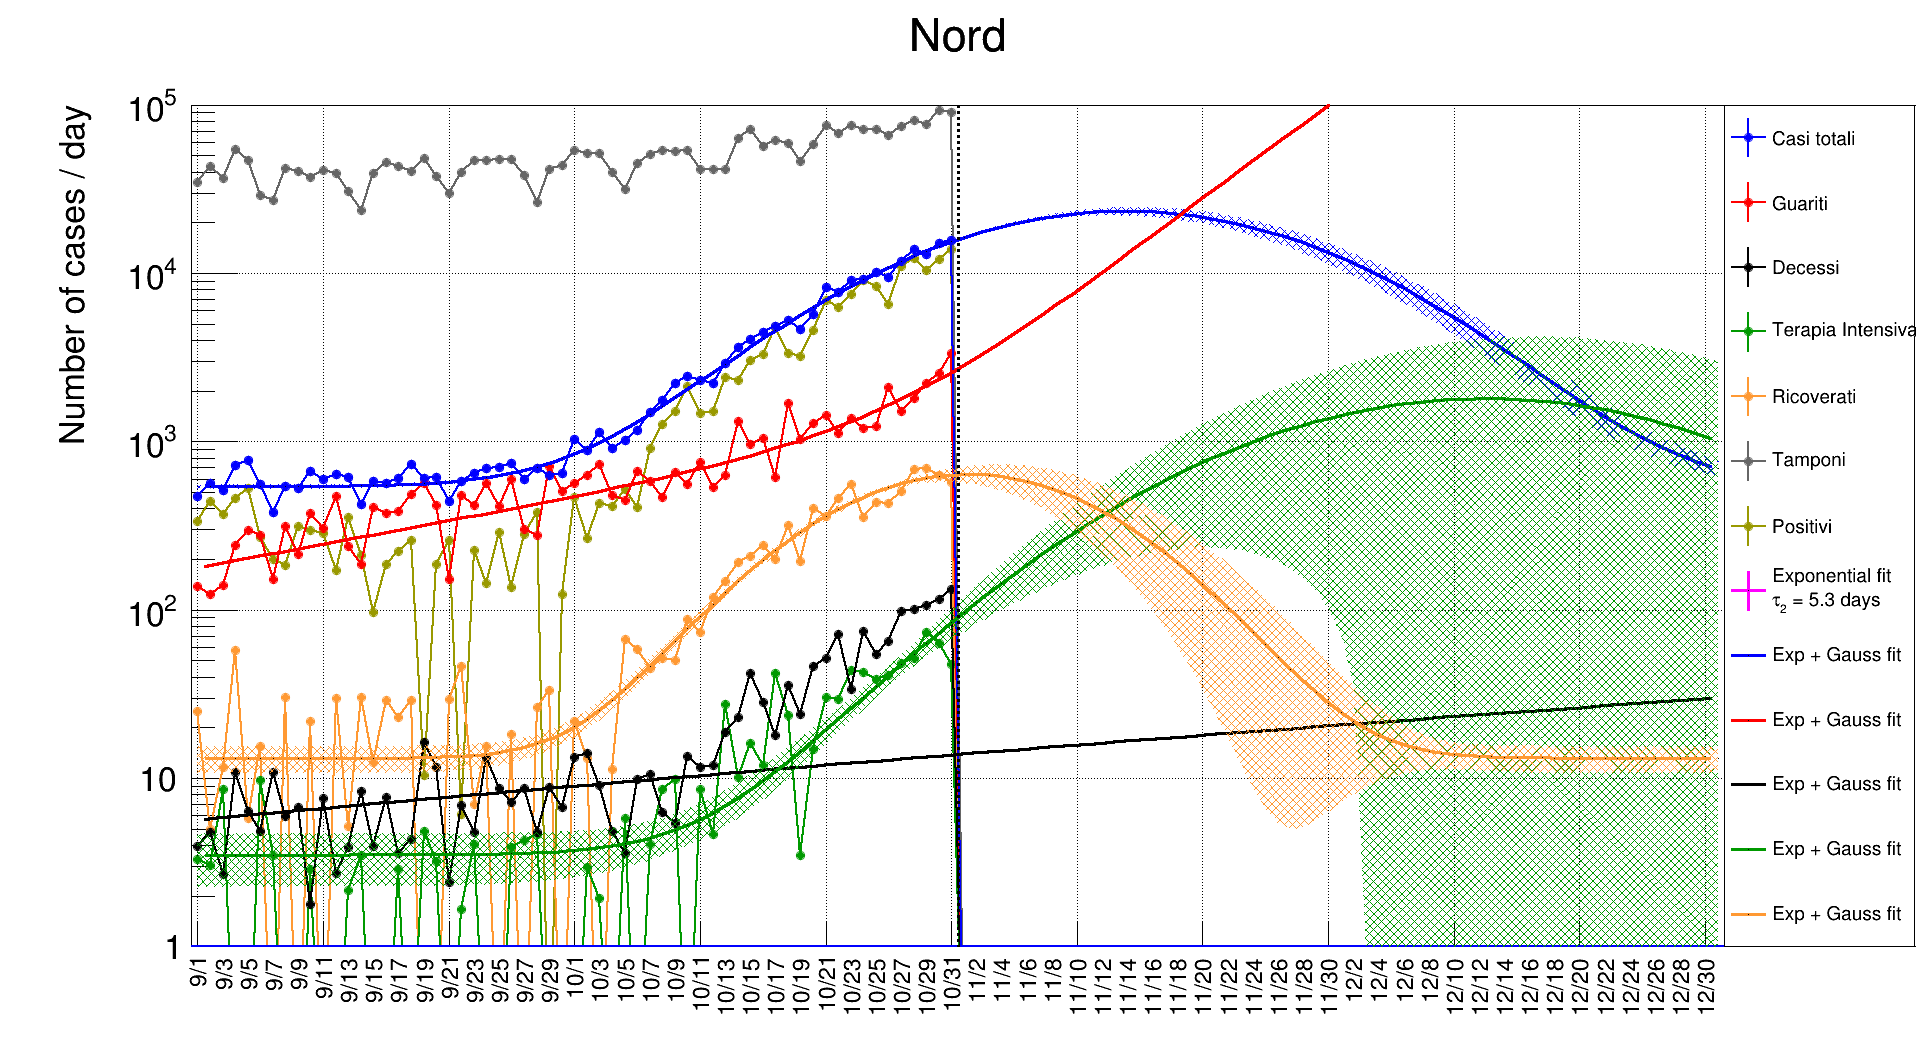 Nord
Number of cases / day
10^5
10^4
10^3
10^2
10
1
9/1 9/3 9/5 9/7 9/9 9/11 9/13 9/15 9/17 9/19 9/21 9/23 9/25 9/27 9/29 10/1 10/3 10/5 10/7 10/9 10/11 10/13 10/15 10/17 10/19 10/21 10/23 10/25 10/27 10/29 10/31 11/2 11/4 11/6 11/8 11/10 11/12 11/14 11/16 11/18 11/20 11/22 11/24 11/26 11/28 11/30 12/2 12/4 12/6 12/8 12/10 12/12 12/14 12/16 12/18 12/20 12/22 12/24 12/26 12/28 12/30
Casi totali
Guariti
Decessi
Terapia Intensiva
Ricoverati
Tamponi
Positivi
Exponential fit
τ2 = 5.3 days
Exp + Gauss fit
Exp + Gauss fit
Exp + Gauss fit
Exp + Gauss fit
Exp + Gauss fit